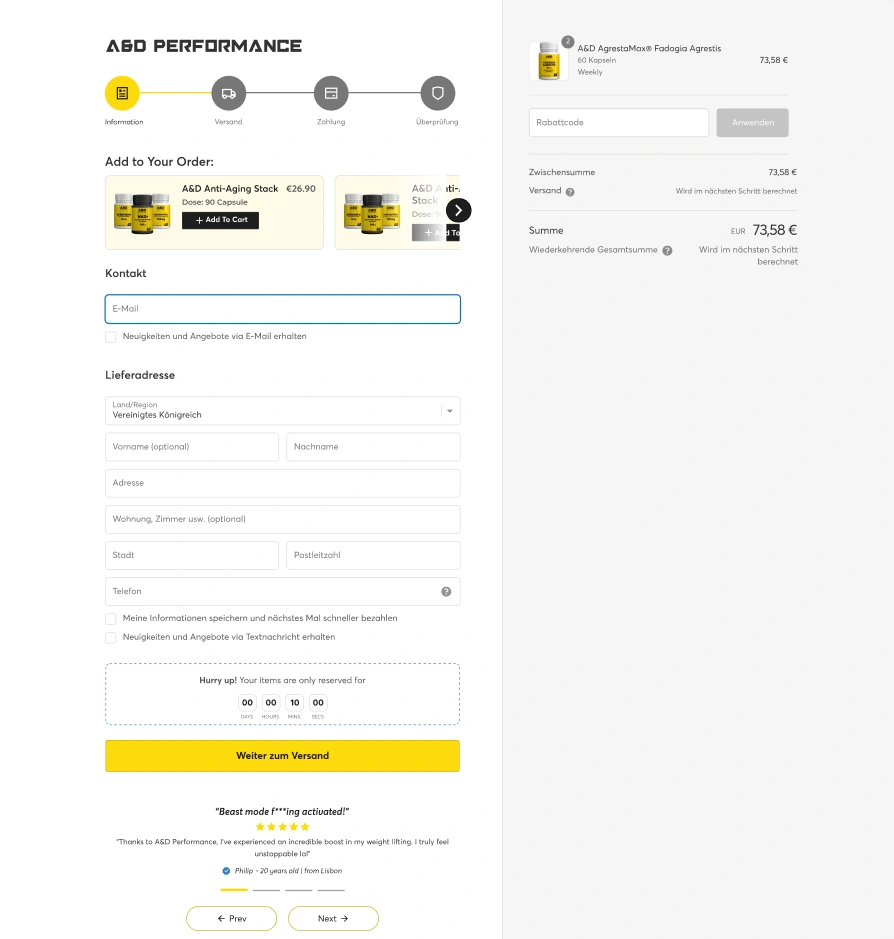 A&D PERFORMANCE
Information
Versand
Zahlung
Überprüfung
Add to Your Order:
A&D Anti-Aging Stack €26.90
Dose: 90 Capsule
+ Add To Cart
A&D Anti-
Stack
Dose:
+ Add To
Kontakt
E-Mail
Neuigkeiten und Angebote via E-Mail erhalten
Lieferadresse
Land/Region
Vereinigtes Königreich
Vorname (optional)
Nachname
Adresse
Wohnung, Zimmer usw. (optional)
Stadt
Postleitzahl
Telefon
?
Meine Informationen speichern und nächstes Mal schneller bezahlen
Neuigkeiten und Angebote via Textnachricht erhalten
Hurry up! Your items are only reserved for
00 00 10 00
DAYS HOURS MINS SECS
Weiter zum Versand
"Beast mode f***ing activated!"
"Thanks to A&D Performance, I've experienced an incredible boost in my weight lifting. I truly feel
unstoppable lol"
Philip - 20 years old | from Lisbon
← Prev
Next →
2
A&D AgrestaMax® Fadogia Agrestis
60 Kapseln
Weekly
73,58 €
Rabattcode
Anwenden
Zwischensumme 73,58 €
Versand ? Wird im nächsten Schritt berechnet
Summe EUR 73,58 €
Wiederkehrende Gesamtsumme ? Wird im nächsten Schritt
berechnet